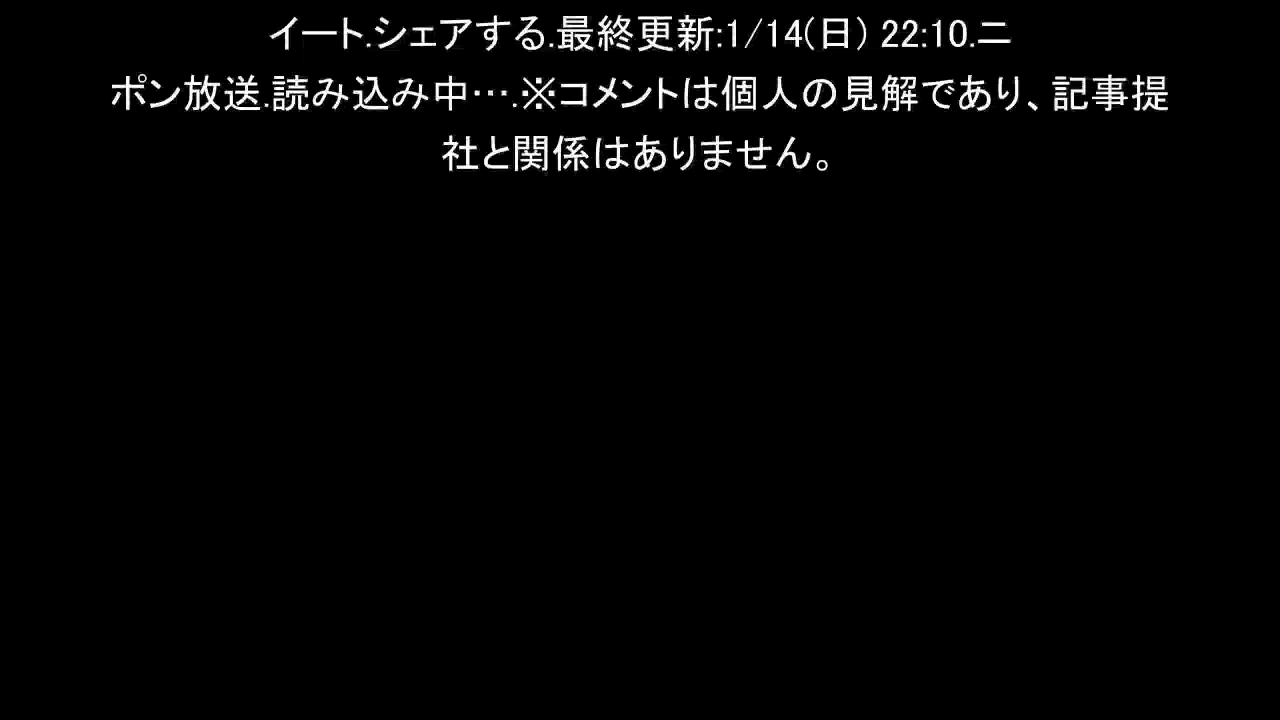 イート.シェアする.最終更新:1/14(日) 22:10.ニ
ポン放送.読み込み中….※コメントは個人の見解であり、記事提
社と関係はありません。